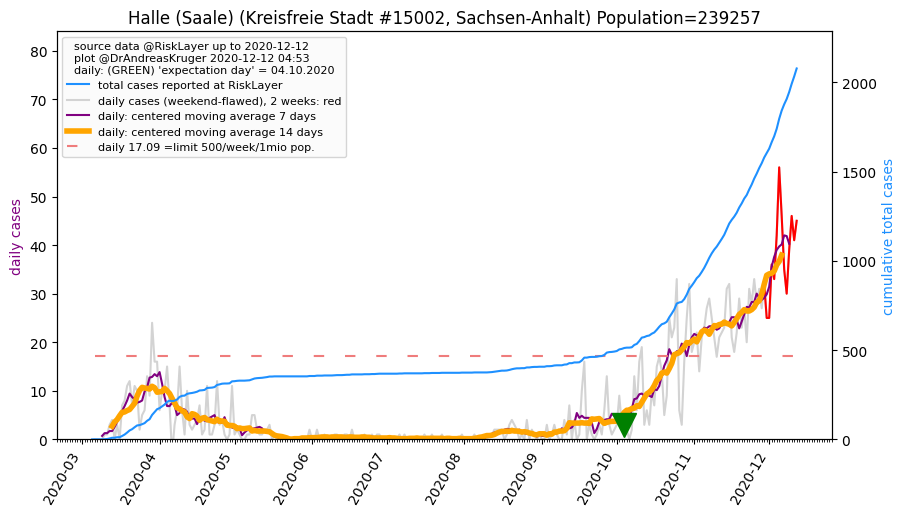 Halle (Saale) (Kreisfreie Stadt #15002, Sachsen-Anhalt) Population=239257
source data @RiskLayer up to 2020-12-12
plot @DrAndreasKruger 2020-12-12 04:53
daily: (GREEN) 'expectation day' = 04.10.2020
total cases reported at RiskLayer
daily cases (weekend-flawed), 2 weeks: red
daily: centered moving average 7 days
daily: centered moving average 14 days
daily 17.09 =limit 500/week/1mio pop.
daily cases
80
70
60
50
40
30
20
10
0
cumulative total cases
2000
1500
1000
500
0
2020-03
2020-04
2020-05
2020-06
2020-07
2020-08
2020-09
2020-10
2020-11
2020-12